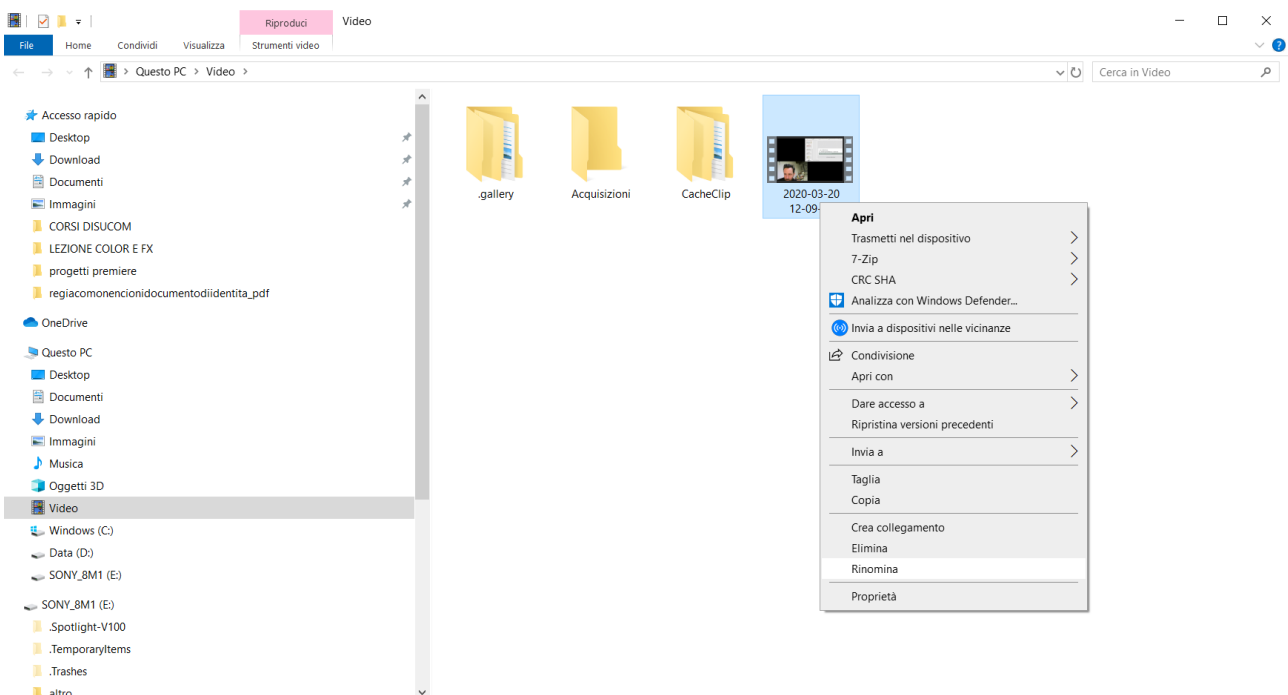 Riproduci
Video
File
Home
Condividi
Visualizza
Strumenti video
Questo PC
Video
Cerca in Video
Accesso rapido
Desktop
Download
Documenti
Immagini
CORSI DISUCOM
LEZIONE COLOR E FX
progetti premiere
regiacomonencionidocumentodiidentita_pdf
OneDrive
Questo PC
Desktop
Documenti
Download
Immagini
Musica
Oggetti 3D
Video
Windows (C:)
Data (D:)
SONY_8M1 (E:)
SONY_8M1 (E:)
.Spotlight-V100
.TemporaryItems
.Trashes
altro
.gallery
Acquisizioni
CacheClip
2020-03-20
12-09-
Apri
Trasmetti nel dispositivo
7-Zip
CRC SHA
Analizza con Windows Defender...
Invia a dispositivi nelle vicinanze
Condivisione
Apri con
Dare accesso a
Ripristina versioni precedenti
Invia a
Taglia
Copia
Crea collegamento
Elimina
Rinomina
Proprietà